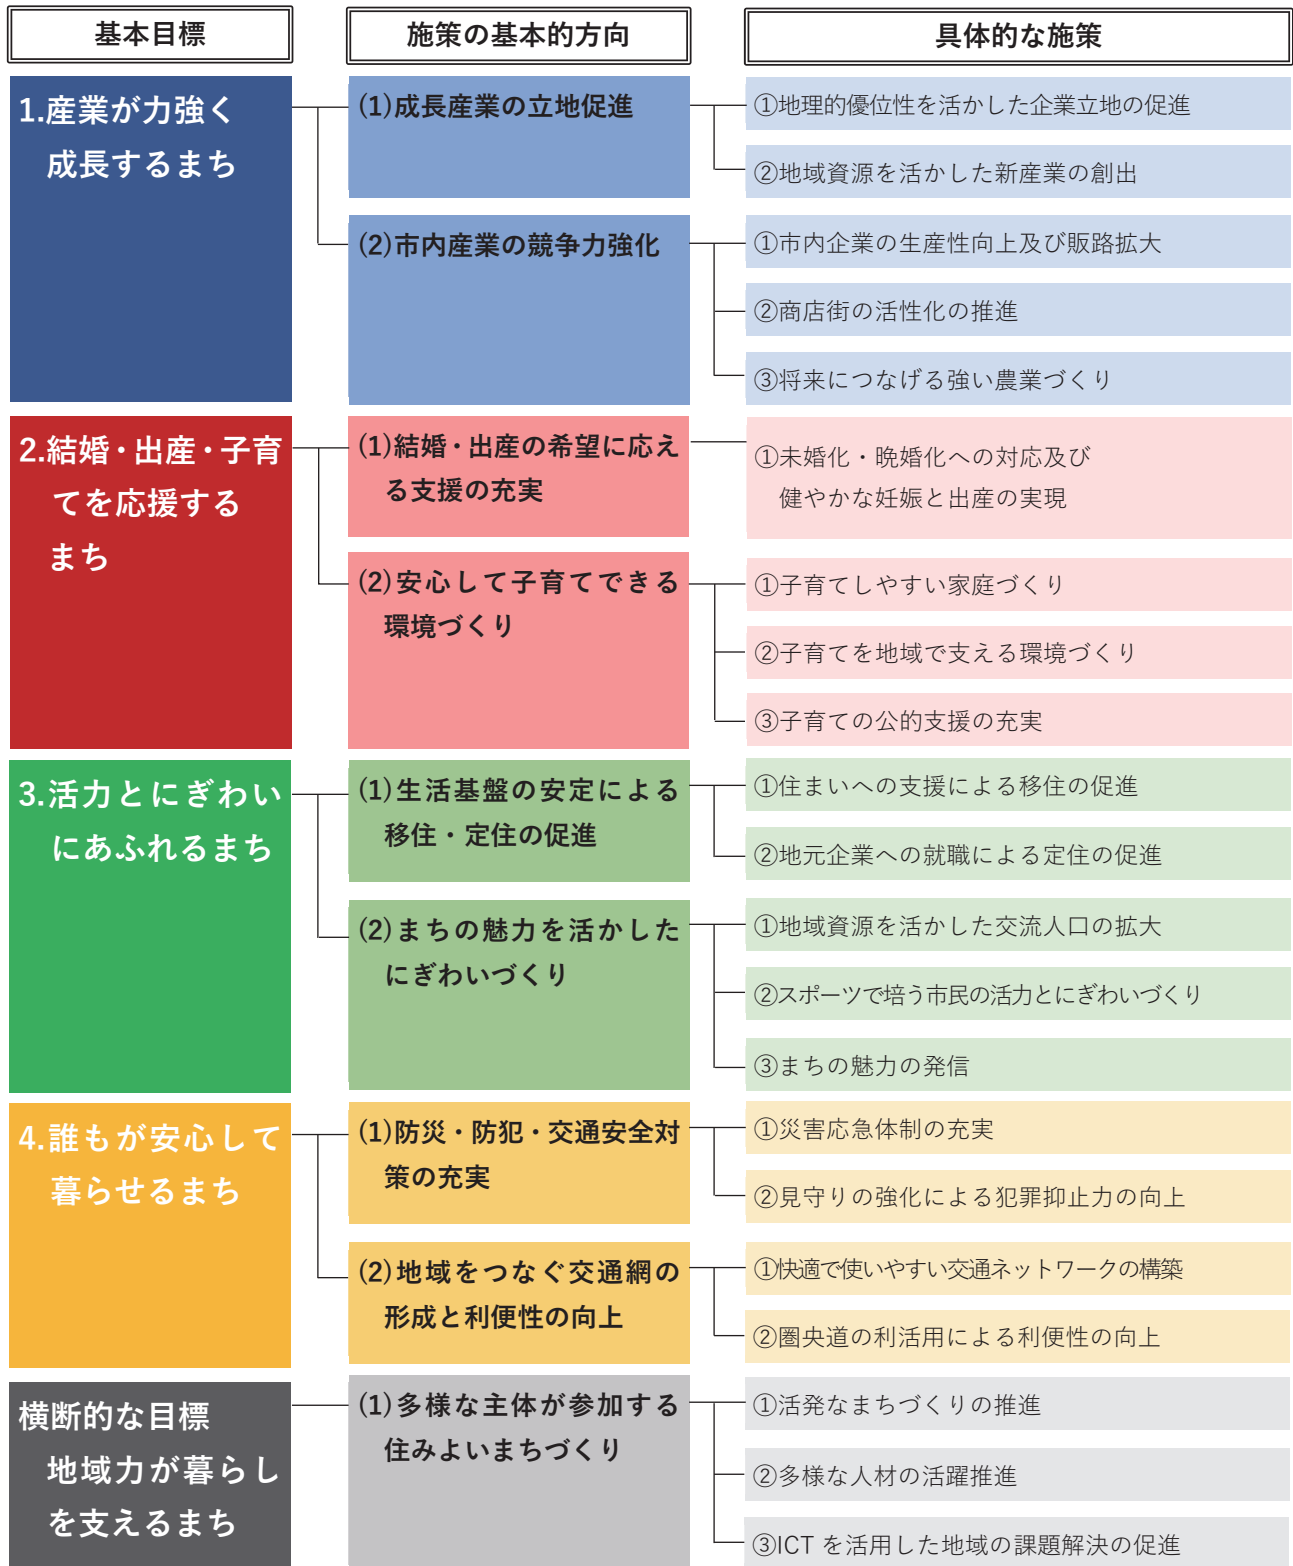 基本目標
施策の基本的方向
具体的な施策
1.産業が力強く
成長するまち
(1)成長産業の立地促進
①地理的優位性を活かした企業立地の促進
②地域資源を活かした新産業の創出
(2)市内産業の競争力強化
①市内企業の生産性向上及び販路拡大
②商店街の活性化の推進
③将来につなげる強い農業づくり
2.結婚・出産・子育
てを応援する
まち
(1)結婚・出産の希望に応え
る支援の充実
①未婚化・晩婚化への対応及び
健やかな妊娠と出産の実現
(2)安心して子育てできる
環境づくり
①子育てしやすい家庭づくり
②子育てを地域で支える環境づくり
③子育ての公的支援の充実
3.活力とにぎわい
にあふれるまち
(1)生活基盤の安定による
移住・定住の促進
①住まいへの支援による移住の促進
②地元企業への就職による定住の促進
(2)まちの魅力を活かした
にぎわいづくり
①地域資源を活かした交流人口の拡大
②スポーツで培う市民の活力とにぎわいづくり
③まちの魅力の発信
4.誰もが安心して
暮らせるまち
(1)防災・防犯・交通安全対
策の充実
①災害応急体制の充実
②見守りの強化による犯罪抑止力の向上
(2)地域をつなぐ交通網の
形成と利便性の向上
①快適で使いやすい交通ネットワークの構築
②圏央道の利活用による利便性の向上
横断的な目標
地域力が暮らし
を支えるまち
(1)多様な主体が参加する
住みよいまちづくり
①活発なまちづくりの推進
②多様な人材の活躍推進
③ICT を活用した地域の課題解決の促進